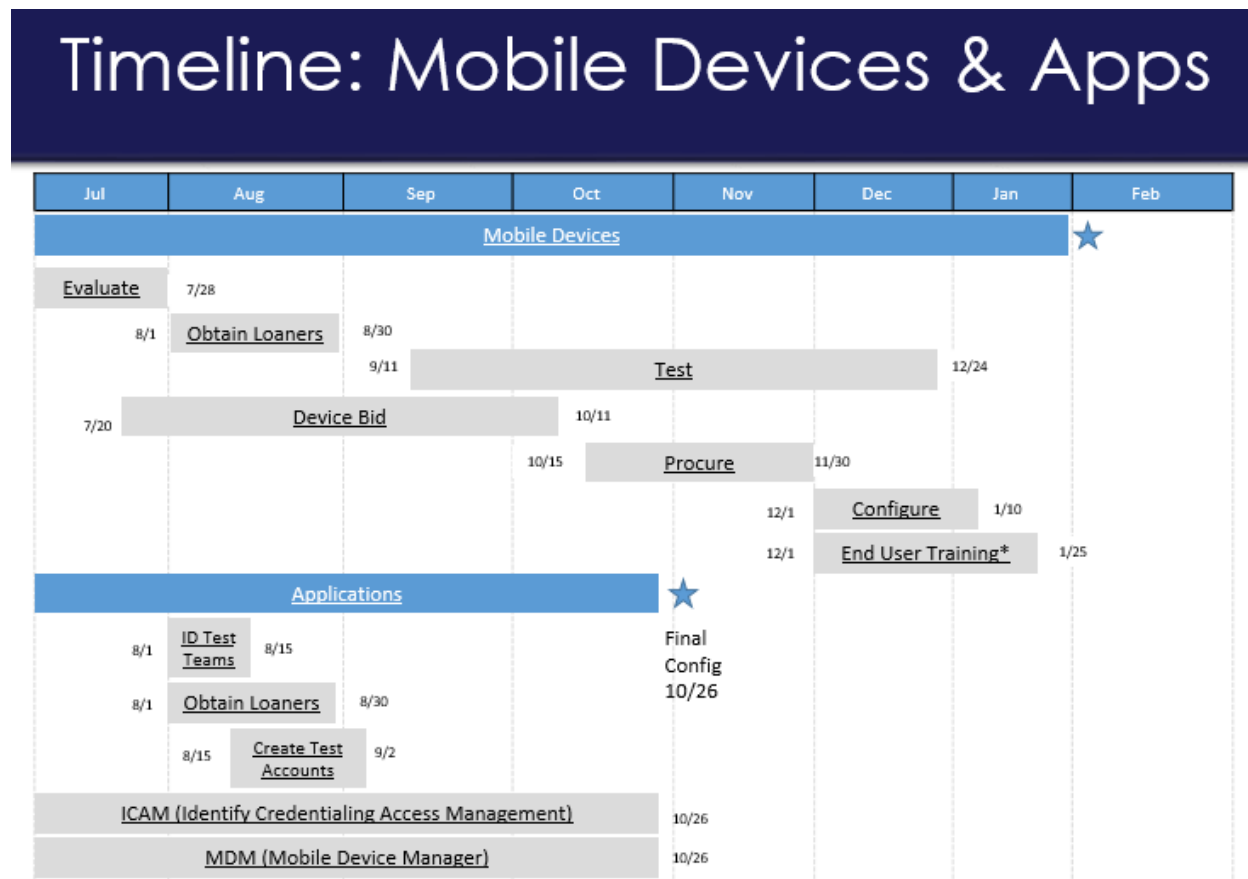 Timeline: Mobile Devices & Apps
Jul Aug Sep Oct Nov Dec Jan Feb
Mobile Devices
Evaluate 7/28
8/1 Obtain Loaners 8/30
9/11 Test 12/24
7/20 Device Bid 10/11
10/15 Procure 11/30
12/1 Configure 1/10
12/1 End User Training* 1/25
Applications
8/1 ID Test
Teams 8/15
Final
Config
10/26
8/1 Obtain Loaners 8/30
8/15 Create Test
Accounts 9/2
ICAM (Identify Credentialing Access Management) 10/26
MDM (Mobile Device Manager) 10/26